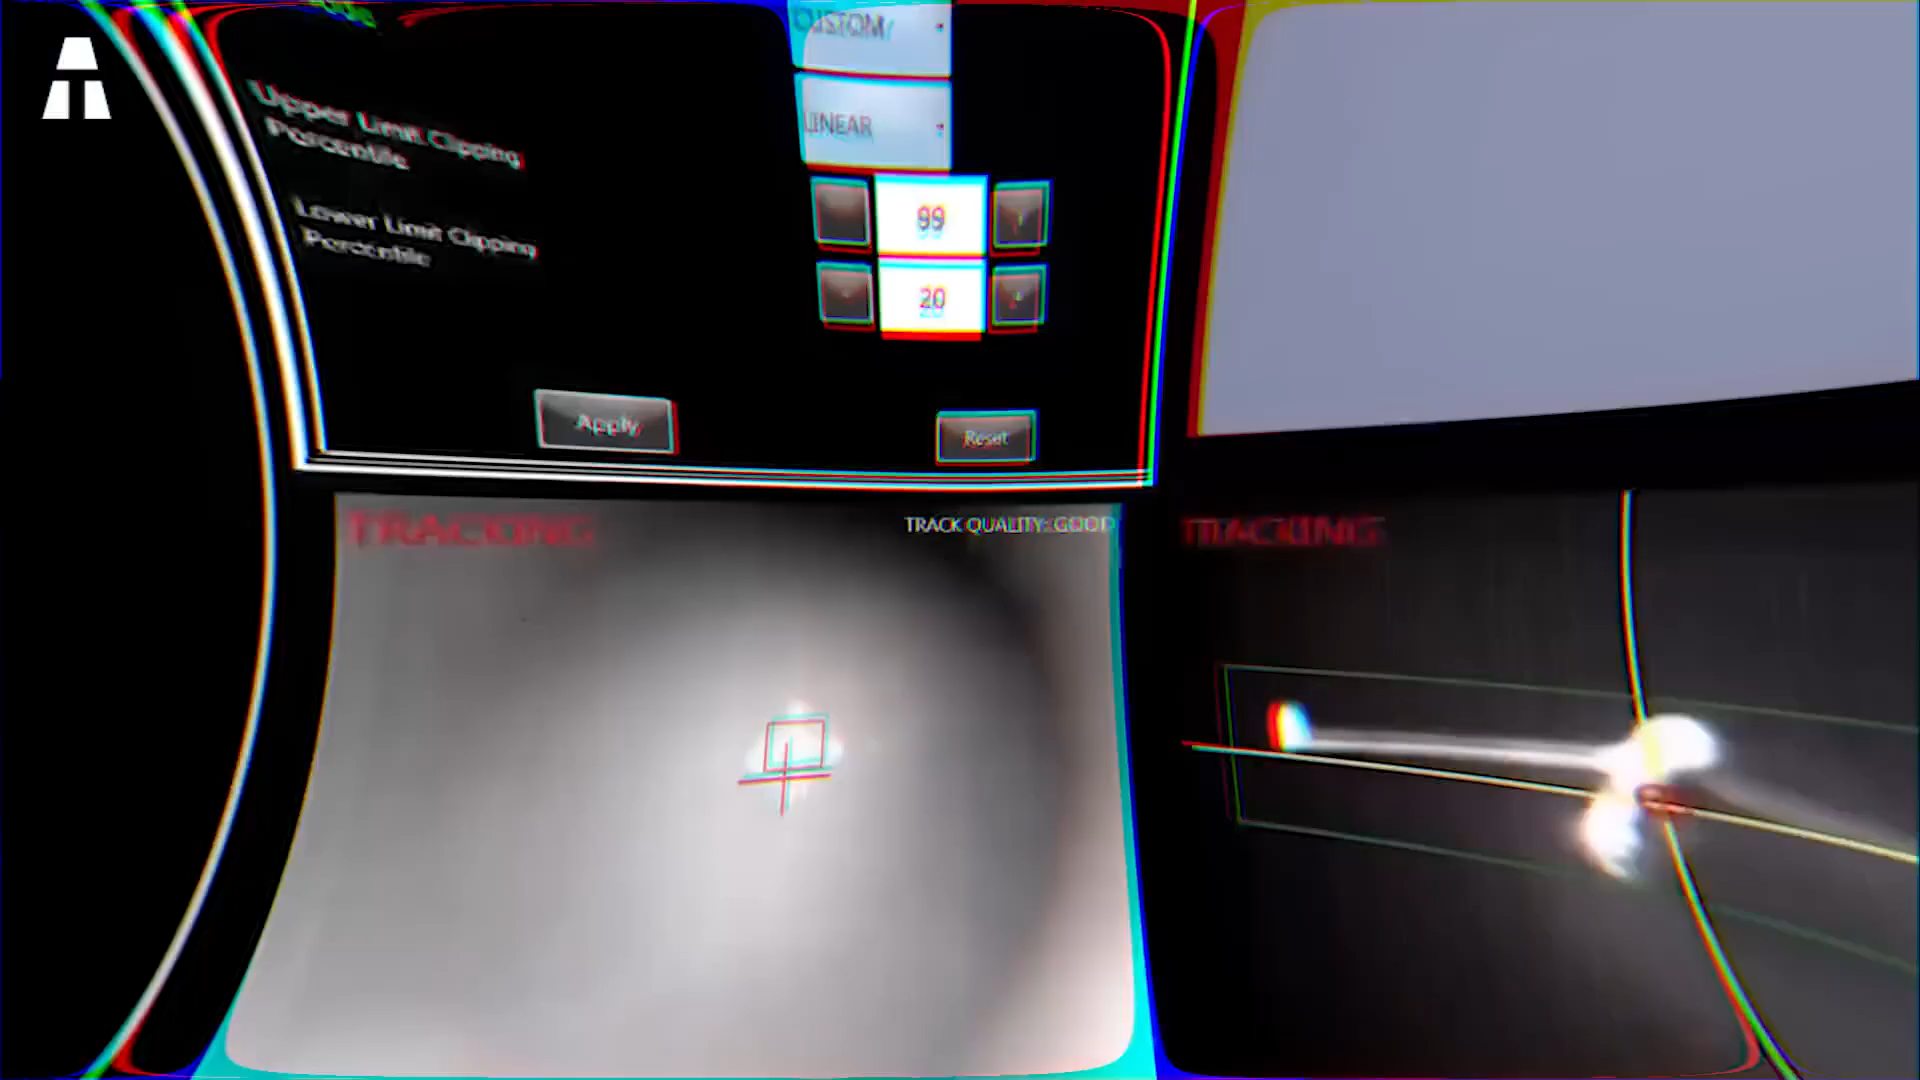 CUSTOM
LINEAR
Upper Limit Clipping
Percentile
99
Lower Limit Clipping
Percentile
20
Apply
Reset
TRACKING
TRACK QUALITY: GOOD
TRACKING